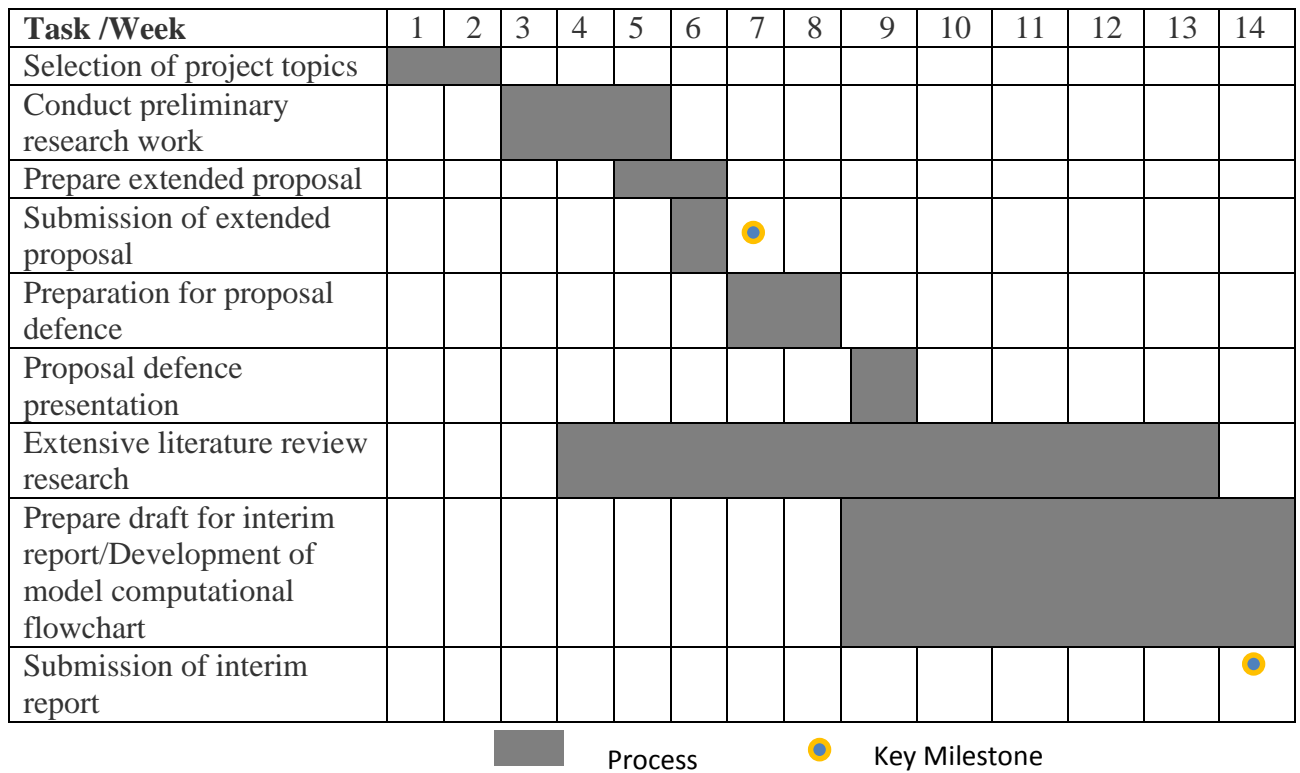 Task /Week 1 2 3 4 5 6 7 8 9 10 11 12 13 14
Selection of project topics
Conduct preliminary
research work
Prepare extended proposal
Submission of extended
proposal
Preparation for proposal
defence
Proposal defence
presentation
Extensive literature review
research
Prepare draft for interim
report/Development of
model computational
flowchart
Submission of interim
report
Process Key Milestone